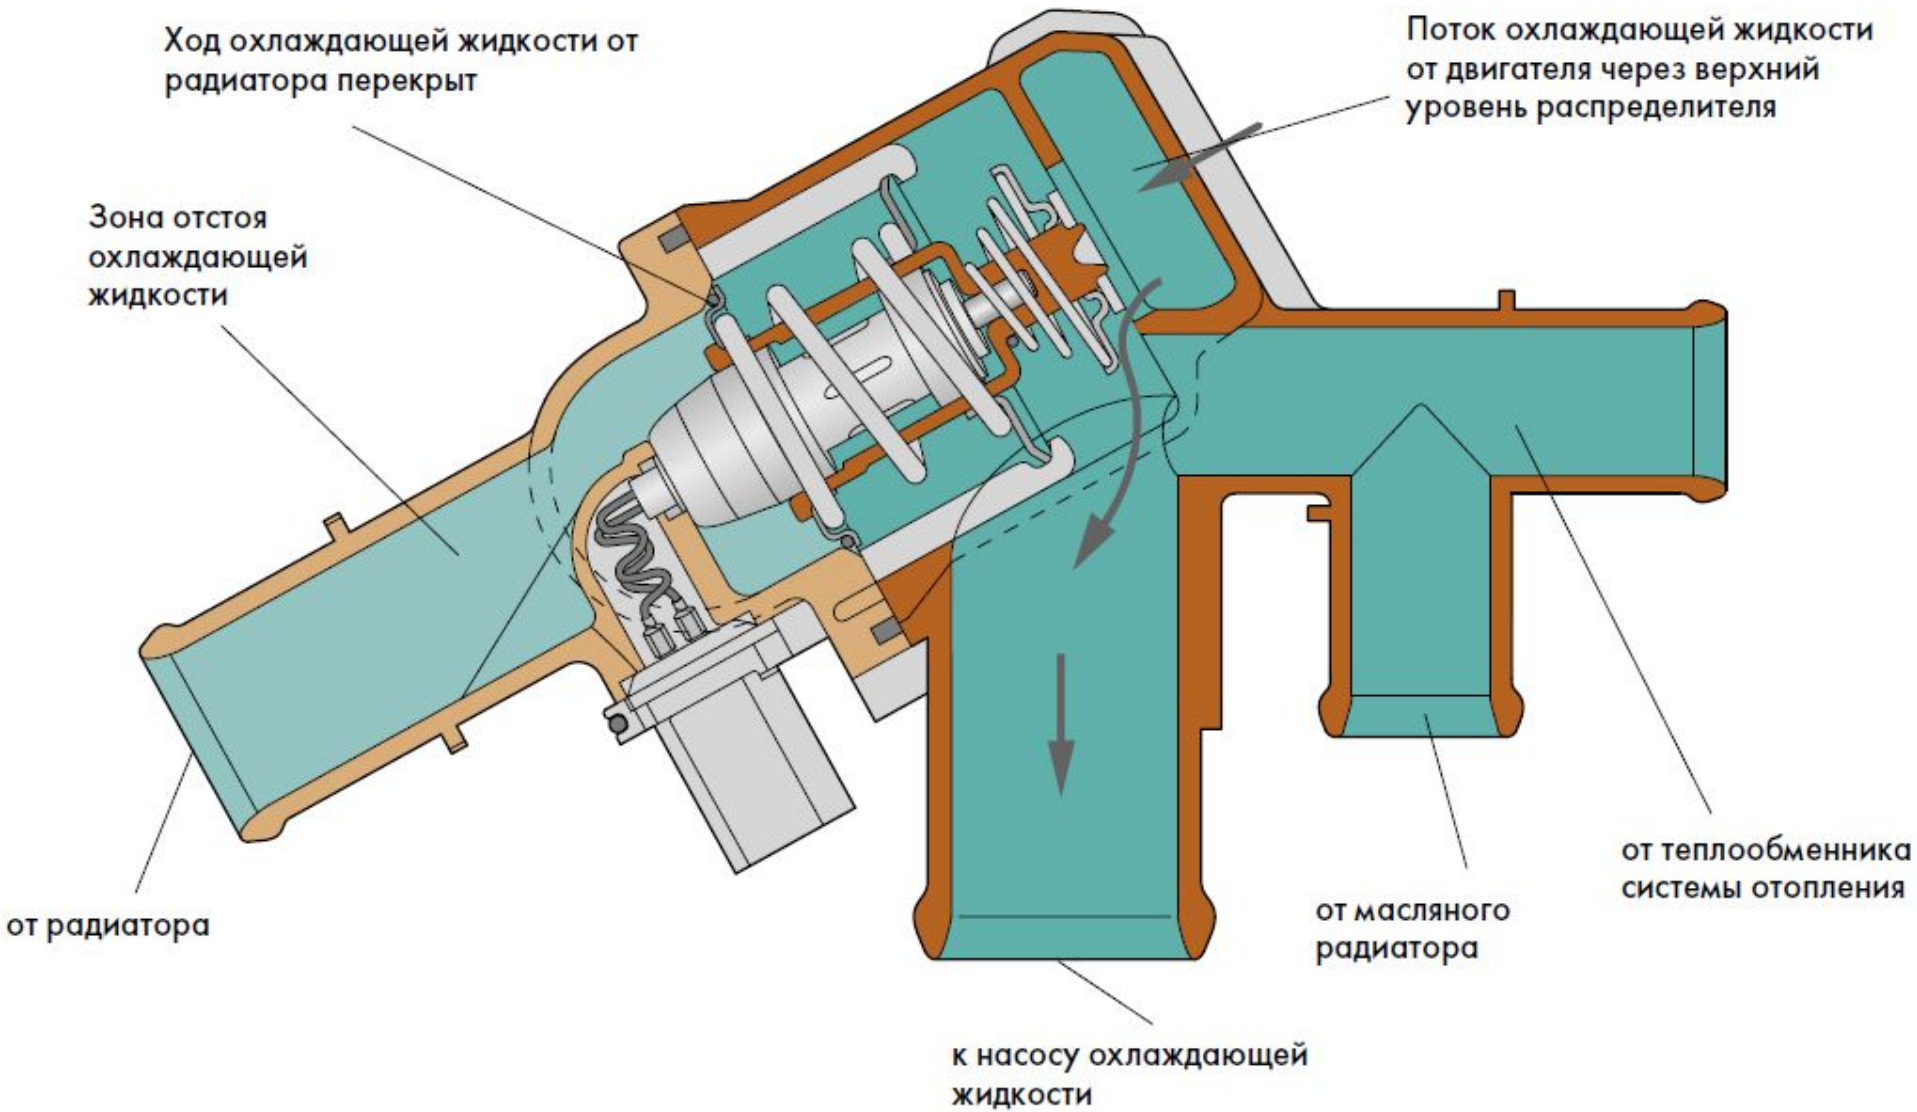 Ход охлаждающей жидкости от
радиатора перекрыт
Поток охлаждающей жидкости
от двигателя через верхний
уровень распределителя
Зона отстоя
охлаждающей
жидкости
от радиатора
от теплообменника
системы отопления
от масляного
радиатора
к насосу охлаждающей
жидкости